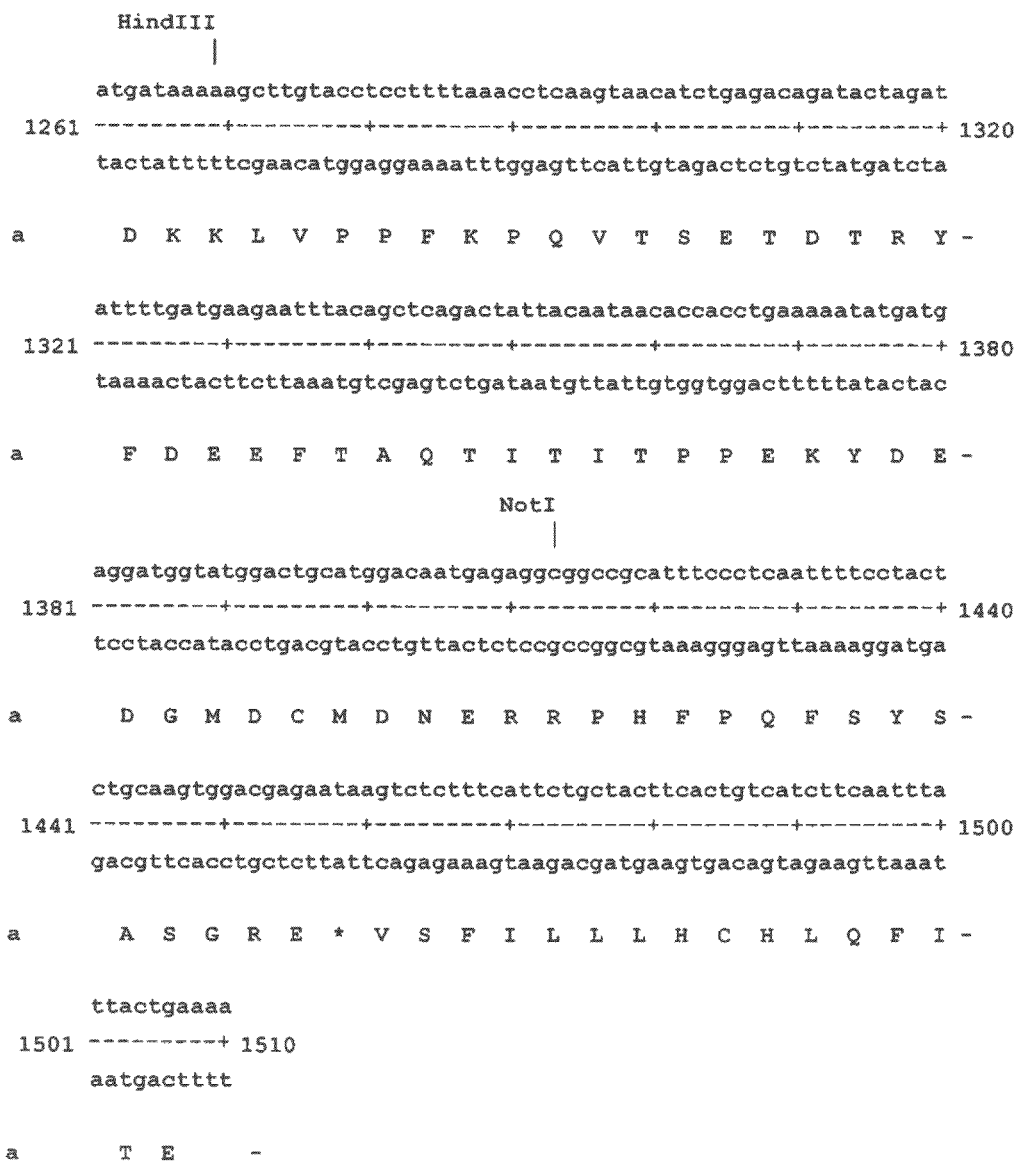 HindIII
|
atgataaaaagcttgtacctccttttaaacctcaagtaacatctgagacagatactagat
1261 ---------+---------+---------+---------+---------+---------+ 1320
tactatttttcgaacatggaggaaaatttggagttcattgtagactctgtctatgatcta
a D K K L V P P F K P Q V T S E T D T R Y -
attttgatgaagaatttacagctcagactattacaataacaccacctgaaaaatatgatg
1321 ---------+---------+---------+---------+---------+---------+ 1380
taaaactacttcttaaatgtcgagtctgataatgttattgtggtggactttttatactac
a F D E E F T A Q T I T I T P P E K Y D E -
NotI
|
aggatggtatggactgcatggacaatgagaggcggccgcatttccctcaattttcctact
1381 ---------+---------+---------+---------+---------+---------+ 1440
tcctaccatacctgacgtacctgttactctccgccggcgtaaagggagttaaaaggatga
a D G M D C M D N E R R P H F P Q F S Y S -
ctgcaagtggacgagaataagtctctttcattctgctacttcactgtcatcttcaattta
1441 ---------+---------+---------+---------+---------+---------+ 1500
gacgttcacctgctcttattcagagaaagtaagacgatgaagtgacagtagaagttaaat
a A S G R E * V S F I L L L H C H L Q F I -
ttactgaaaa
1501 ---------+ 1510
aatgactttt
a T E -